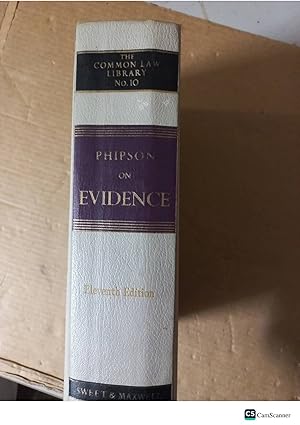 THE
COMMON LAW
LIBRARY
No. 10
PHIPSON
ON
EVIDENCE
Eleventh Edition
SWEET & MAXWELL
CS CamScanner